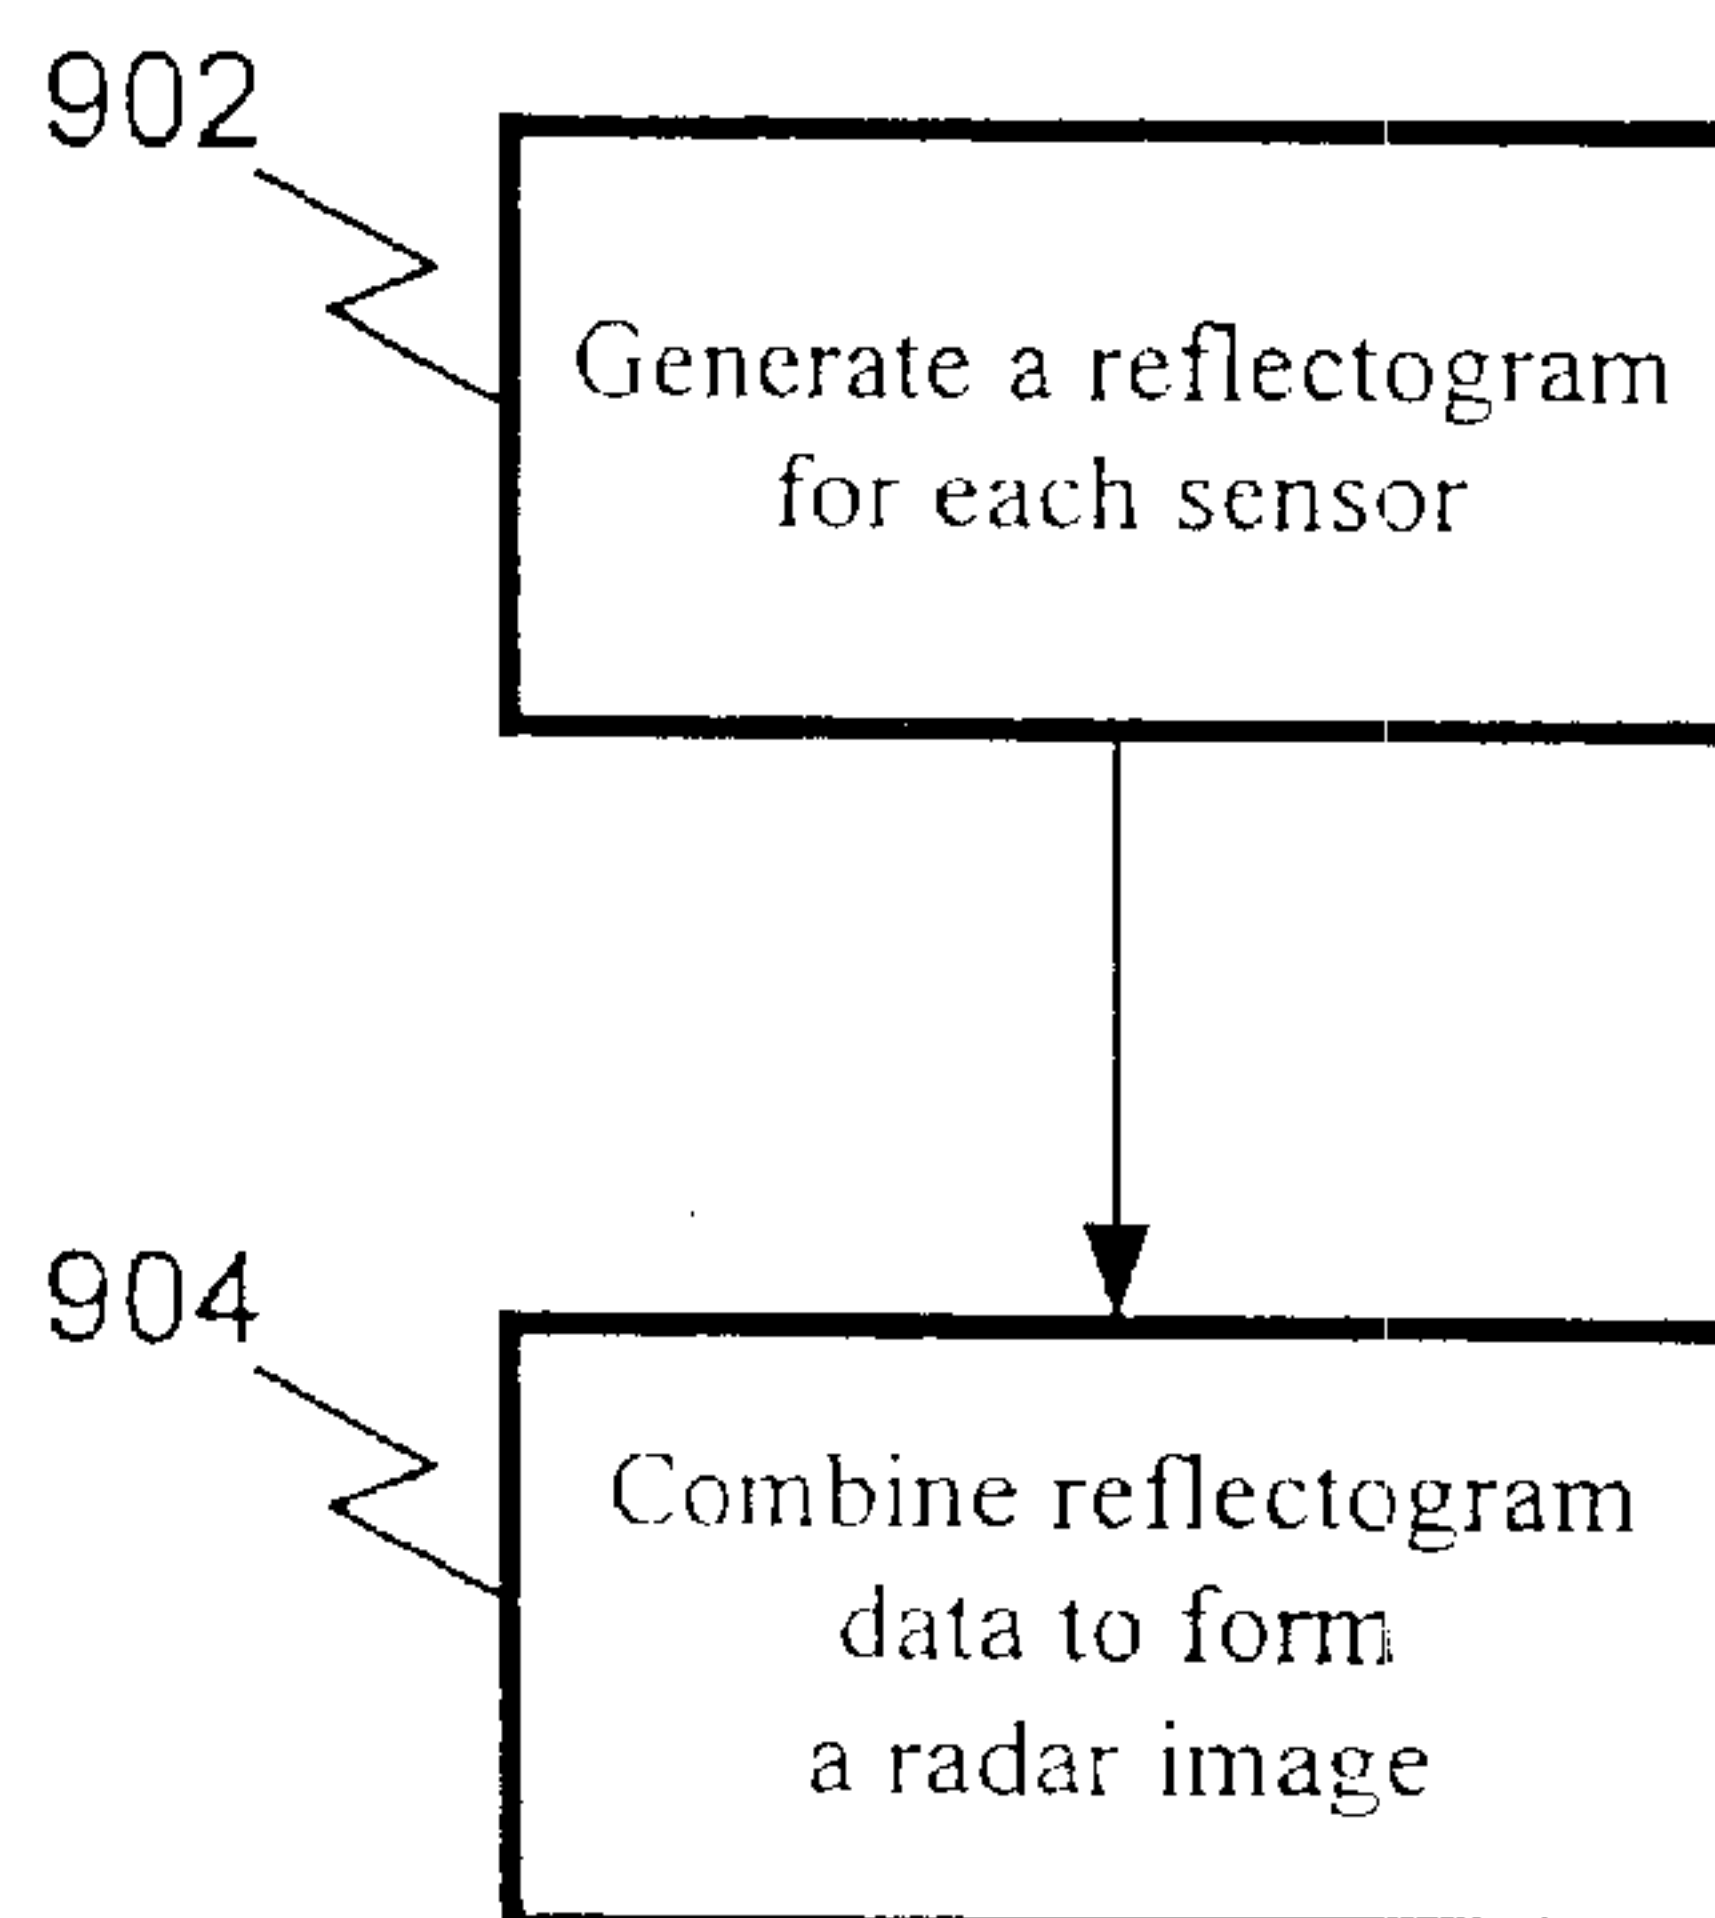 902
Generate a reflectogram
for each sensor
904
Combine reflectogram
data to form
a radar image